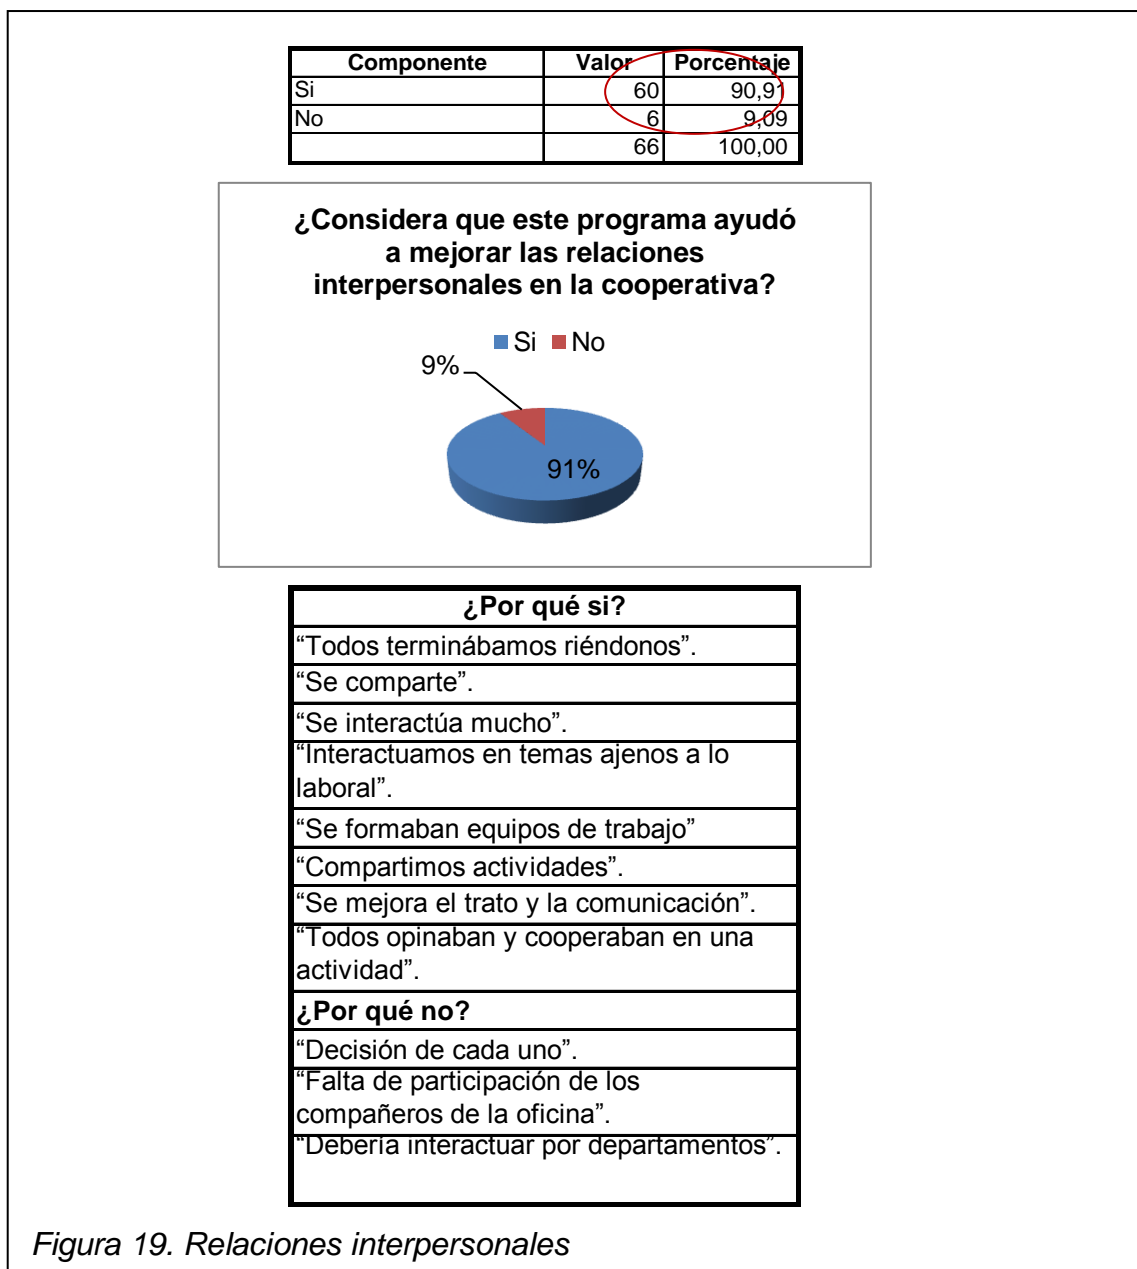 Componente Valor Porcentaje
Si 60 90,91
No 6 9,09
66 100,00
¿Considera que este programa ayudó
a mejorar las relaciones
interpersonales en la cooperativa?
Si No
9%
91%
¿Por qué si?
“Todos terminábamos riéndonos”.
“Se comparte”.
“Se interactúa mucho”.
“Interactuamos en temas ajenos a lo
laboral”.
“Se formaban equipos de trabajo”
“Compartimos actividades”.
“Se mejora el trato y la comunicación”.
“Todos opinaban y cooperaban en una
actividad”.
¿Por qué no?
“Decisión de cada uno”.
“Falta de participación de los
compañeros de la oficina”.
“Debería interactuar por departamentos”.
Figura 19. Relaciones interpersonales